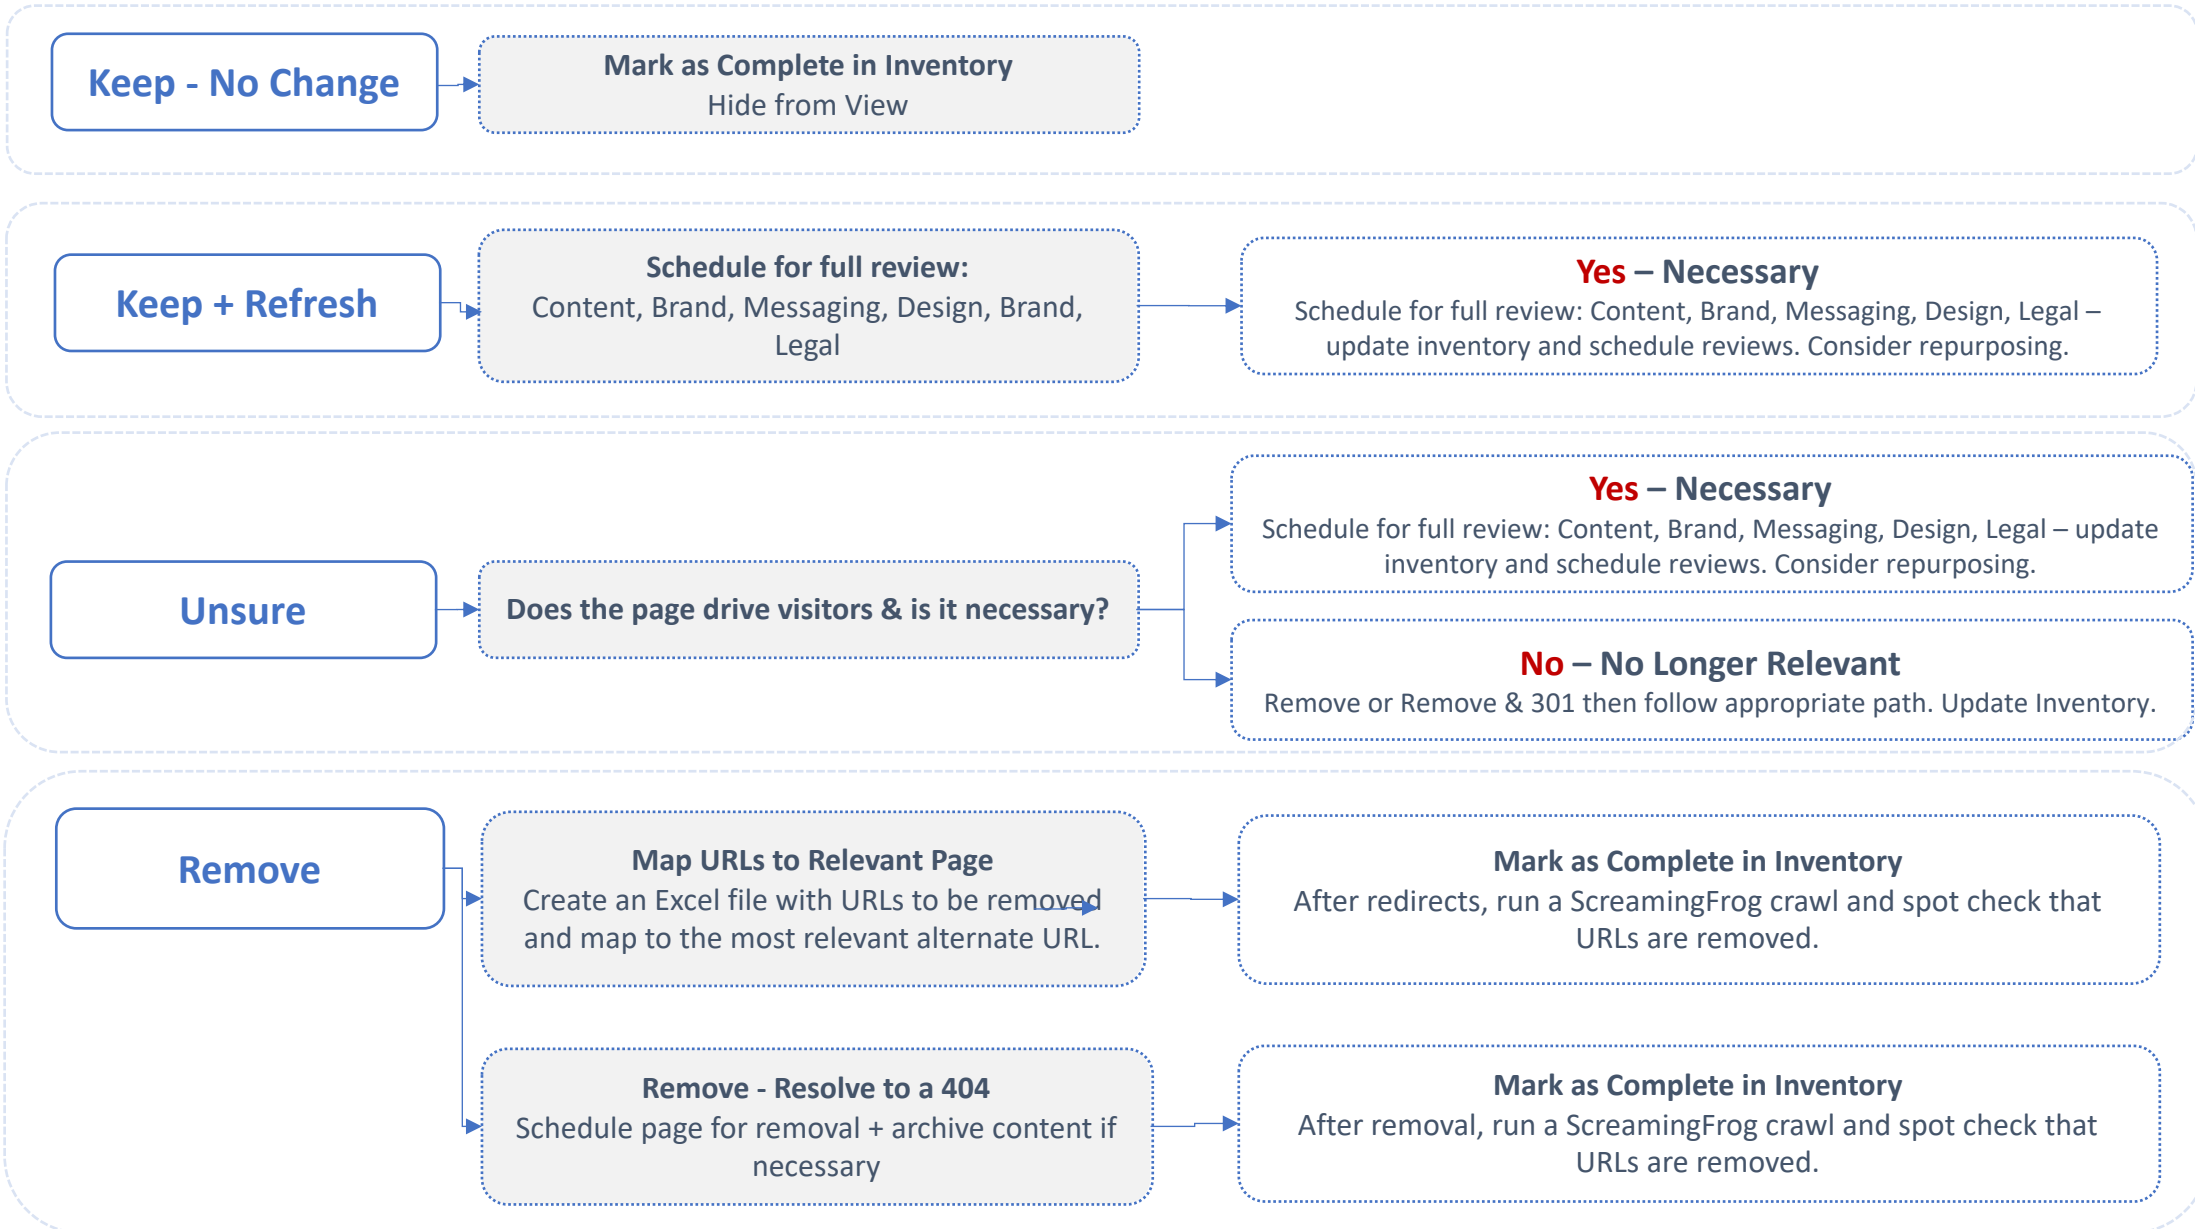 Keep - No Change
Mark as Complete in Inventory
Hide from View
Keep + Refresh
Schedule for full review:
Content, Brand, Messaging, Design, Brand,
Legal
Yes – Necessary
Schedule for full review: Content, Brand, Messaging, Design, Legal –
update inventory and schedule reviews. Consider repurposing.
Unsure
Does the page drive visitors & is it necessary?
Yes – Necessary
Schedule for full review: Content, Brand, Messaging, Design, Legal – update
inventory and schedule reviews. Consider repurposing.
No – No Longer Relevant
Remove or Remove & 301 then follow appropriate path. Update Inventory.
Remove
Map URLs to Relevant Page
Create an Excel file with URLs to be removed
and map to the most relevant alternate URL.
Mark as Complete in Inventory
After redirects, run a ScreamingFrog crawl and spot check that
URLs are removed.
Remove - Resolve to a 404
Schedule page for removal + archive content if
necessary
Mark as Complete in Inventory
After removal, run a ScreamingFrog crawl and spot check that
URLs are removed.